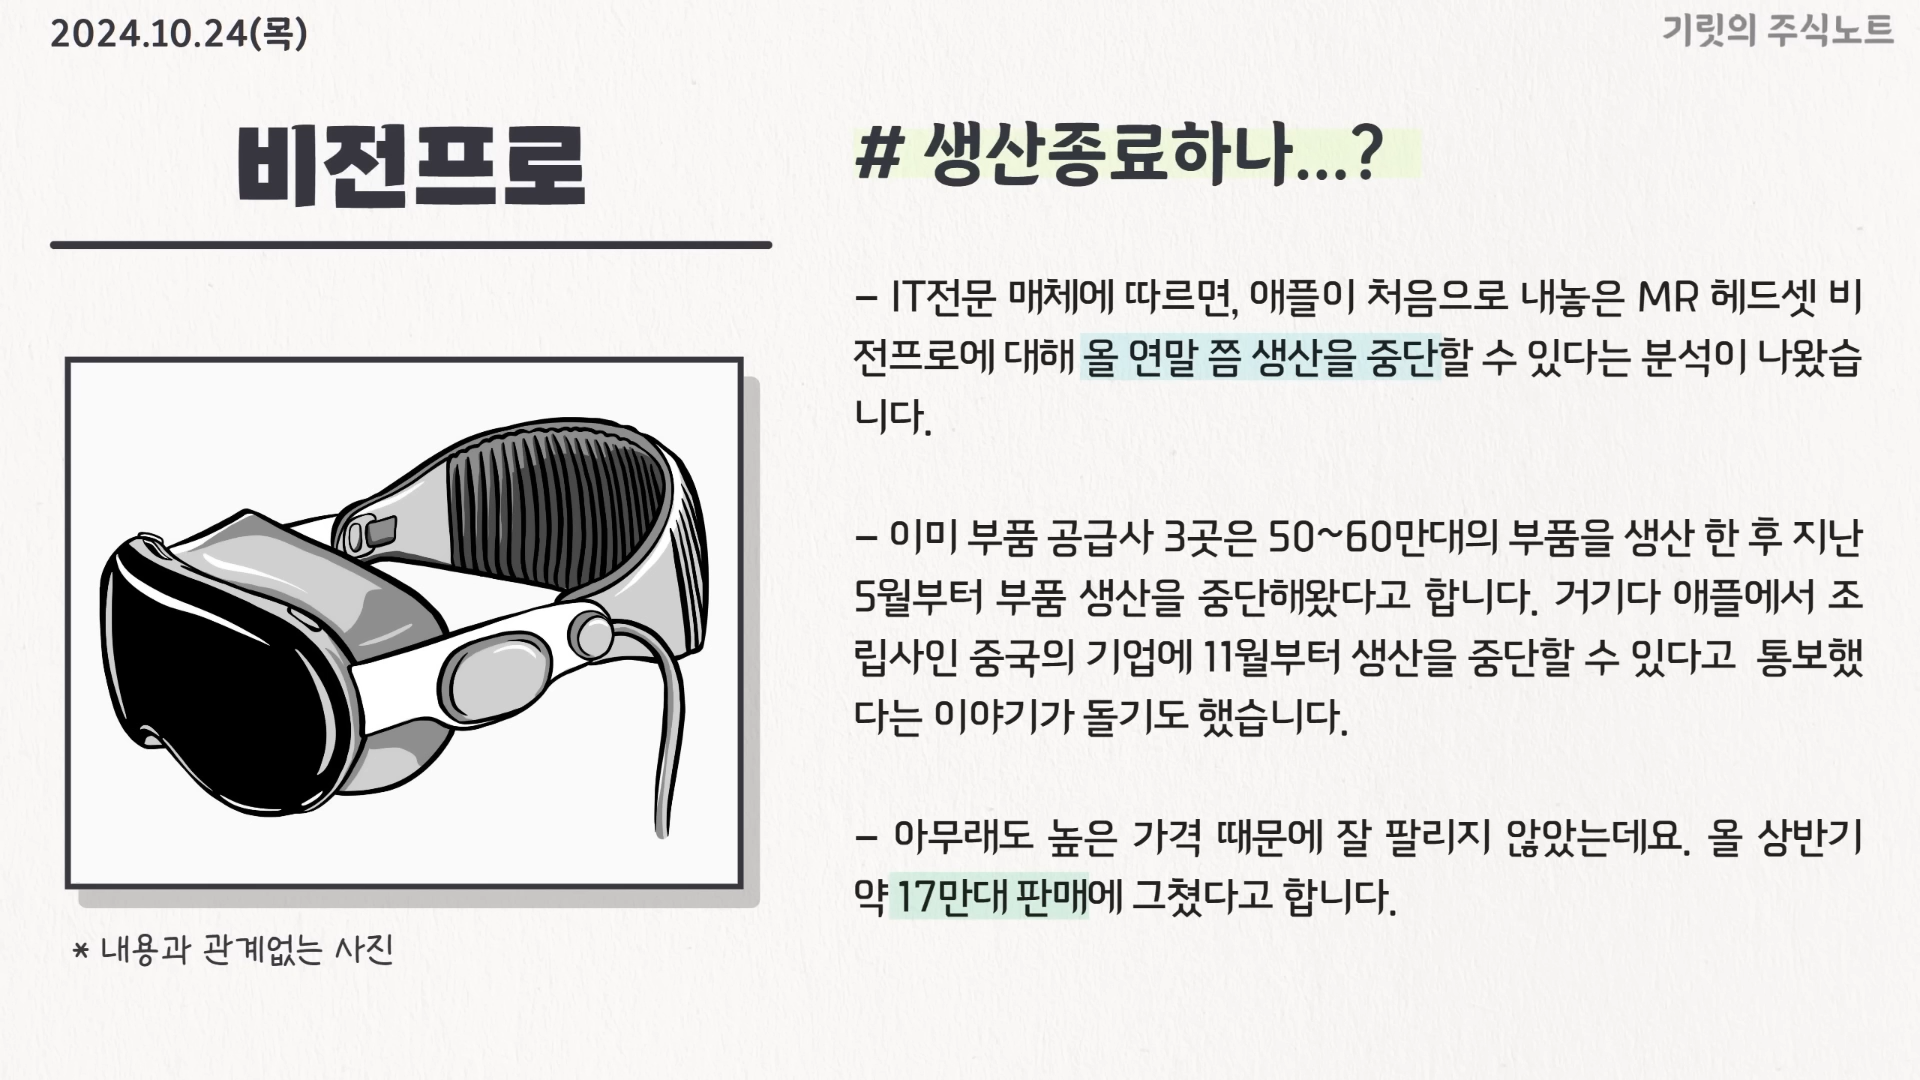 2024.10.24(목)
기릿의 주식노트
비전프로
# 생산종료하나...?
- IT전문 매체에 따르면, 애플이 처음으로 내놓은 MR 헤드셋 비
전프로에 대해 올 연말 쯤 생산을 중단할 수 있다는 분석이 나왔습
니다.
- 이미 부품 공급사 3곳은 50~60만대의 부품을 생산 한 후 지난
5월부터 부품 생산을 중단해왔다고 합니다. 거기다 애플에서 조
립사인 중국의 기업에 11월부터 생산을 중단할 수 있다고 통보했
다는 이야기가 돌기도 했습니다.
- 아무래도 높은 가격 때문에 잘 팔리지 않았는데요. 올 상반기
약 17만대 판매에 그쳤다고 합니다.
* 내용과 관계없는 사진